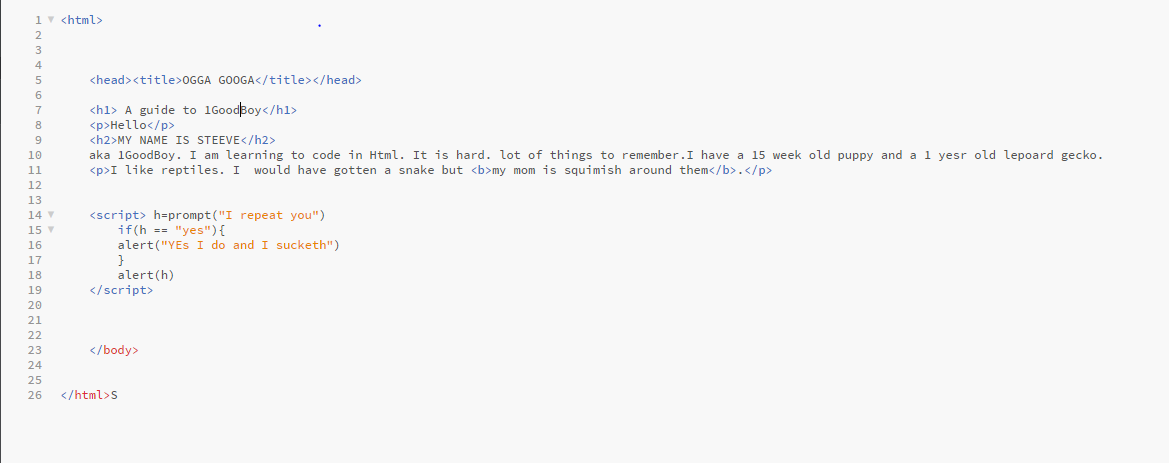 1 <html>
2
3
4
5 <head><title>OGGA GOOGA</title></head>
6
7 <h1> A guide to 1GoodBoy</h1>
8 <p>Hello</p>
9 <h2>MY NAME IS STEEVE</h2>
10 aka 1GoodBoy. I am learning to code in Html. It is hard. lot of things to remember.I have a 15 week old puppy and a 1 yesr old lepoard gecko.
11 <p>I like reptiles. I  would have gotten a snake but <b>my mom is squimish around them</b>.</p>
12
13
14 <script> h=prompt("I repeat you")
15 if(h == "yes"){
16 alert("YEs I do and I sucketh")
17 }
18 alert(h)
19 </script>
20
21
22
23 </body>
24
25
26 </html>S